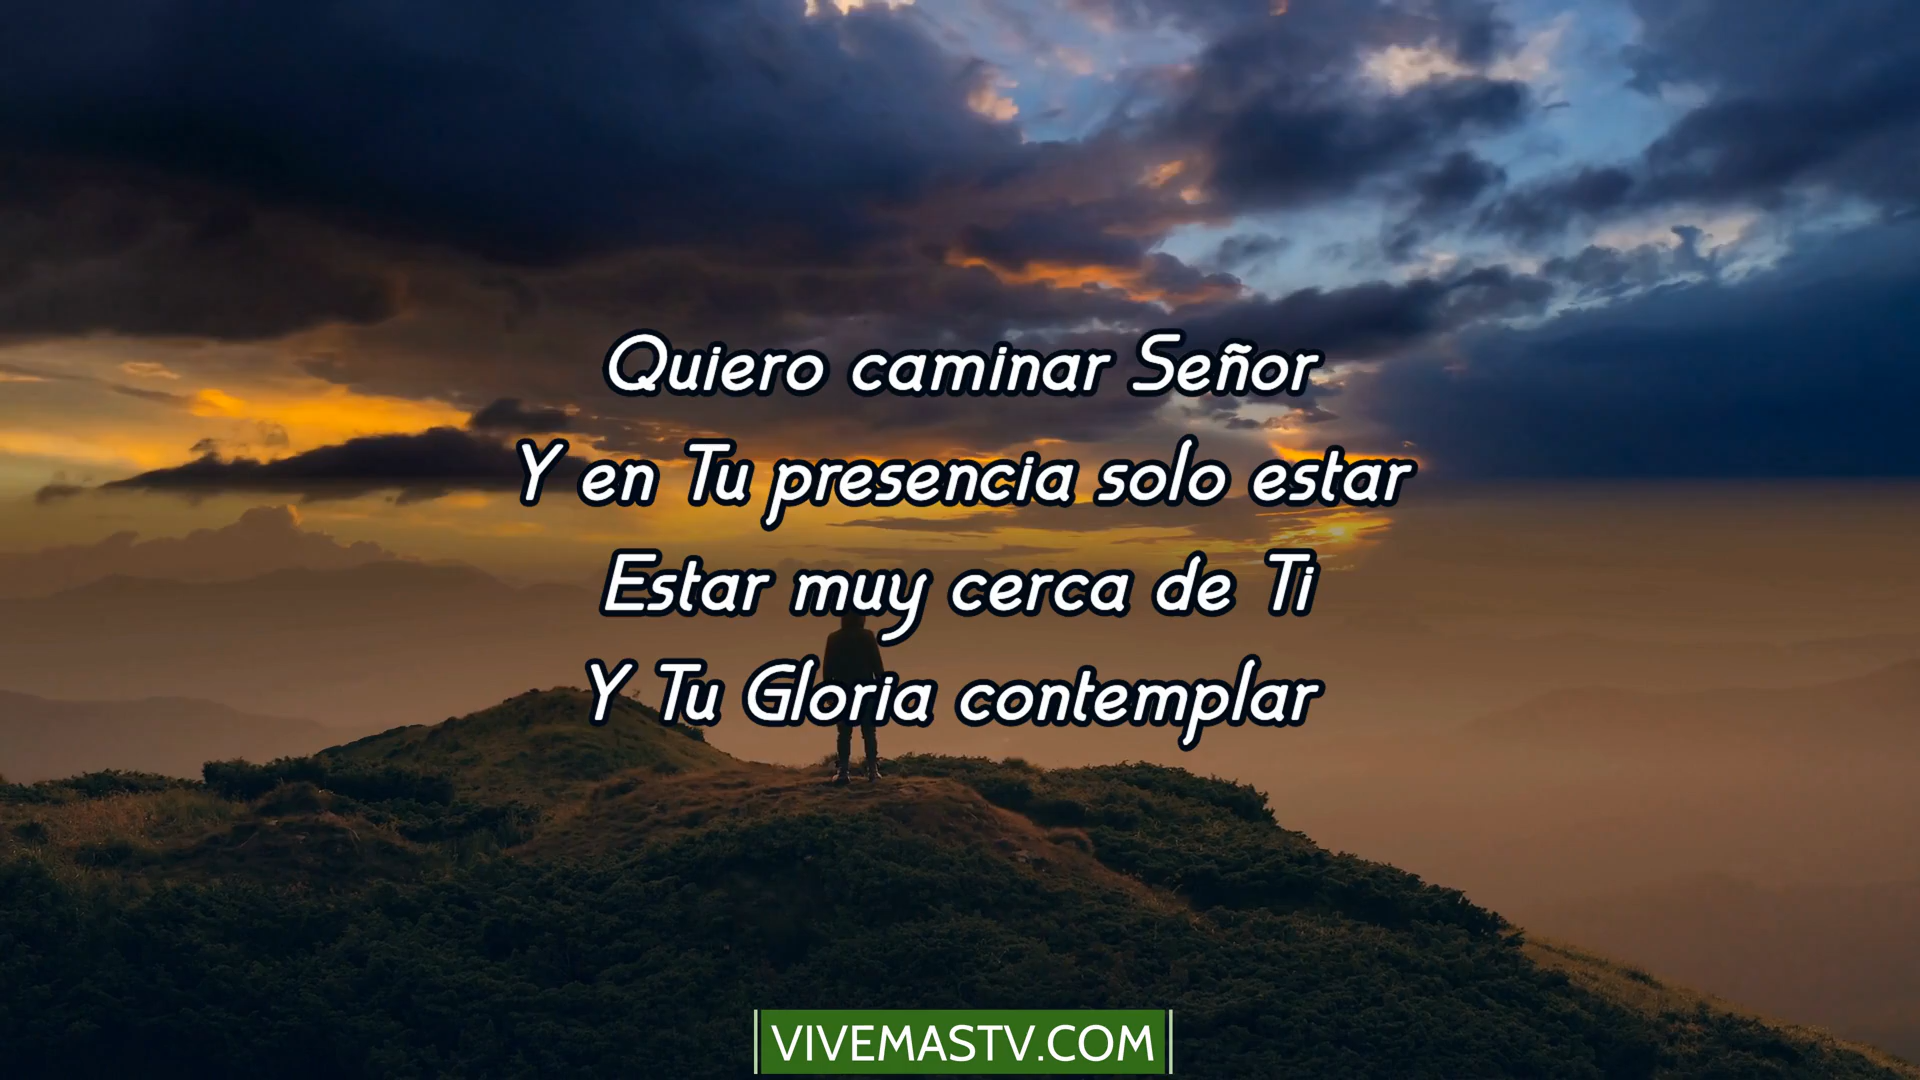 Quiero caminar Señor
Y en Tu presencia solo estar
Estar muy cerca de Ti
Y Tu Gloria contemplar
VIVEMASTV.COM